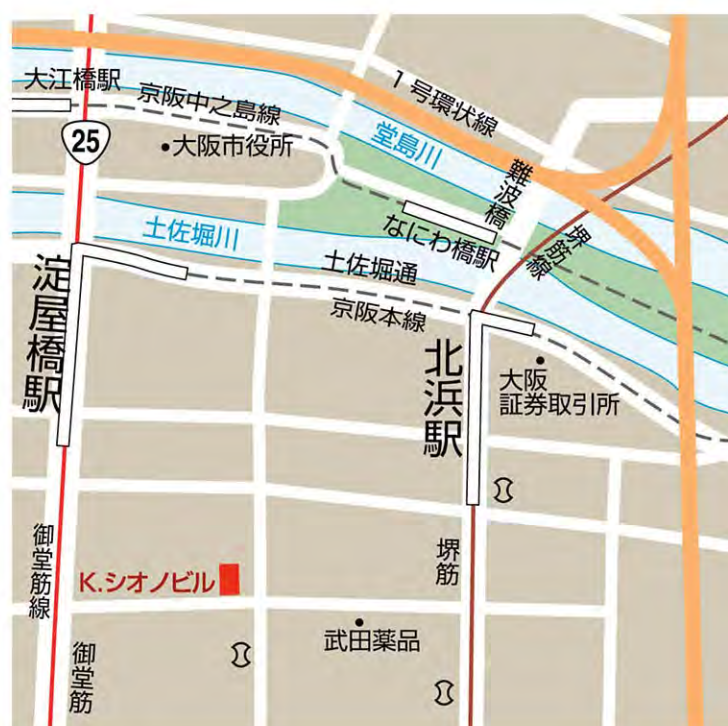 大江橋駅
京阪中之島線
1号環状線
25
大阪市役所
堂島川
難波橋
なにわ橋駅
堺筋線
土佐堀川
土佐堀通
京阪本線
淀屋橋駅
北浜駅
大阪
証券取引所
御堂筋線
堺筋
K.シオノビル
武田薬品
御堂筋